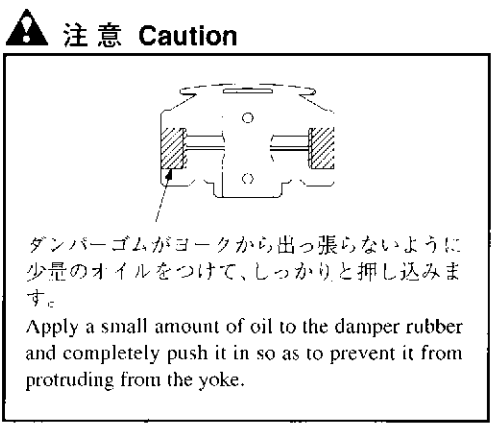 注意 Caution
ダンパーゴムがヨークから出っ張らないように
少量のオイルをつけて、しっかりと押し込みま
す。
Apply a small amount of oil to the damper rubber
and completely push it in so as to prevent it from
protruding from the yoke.